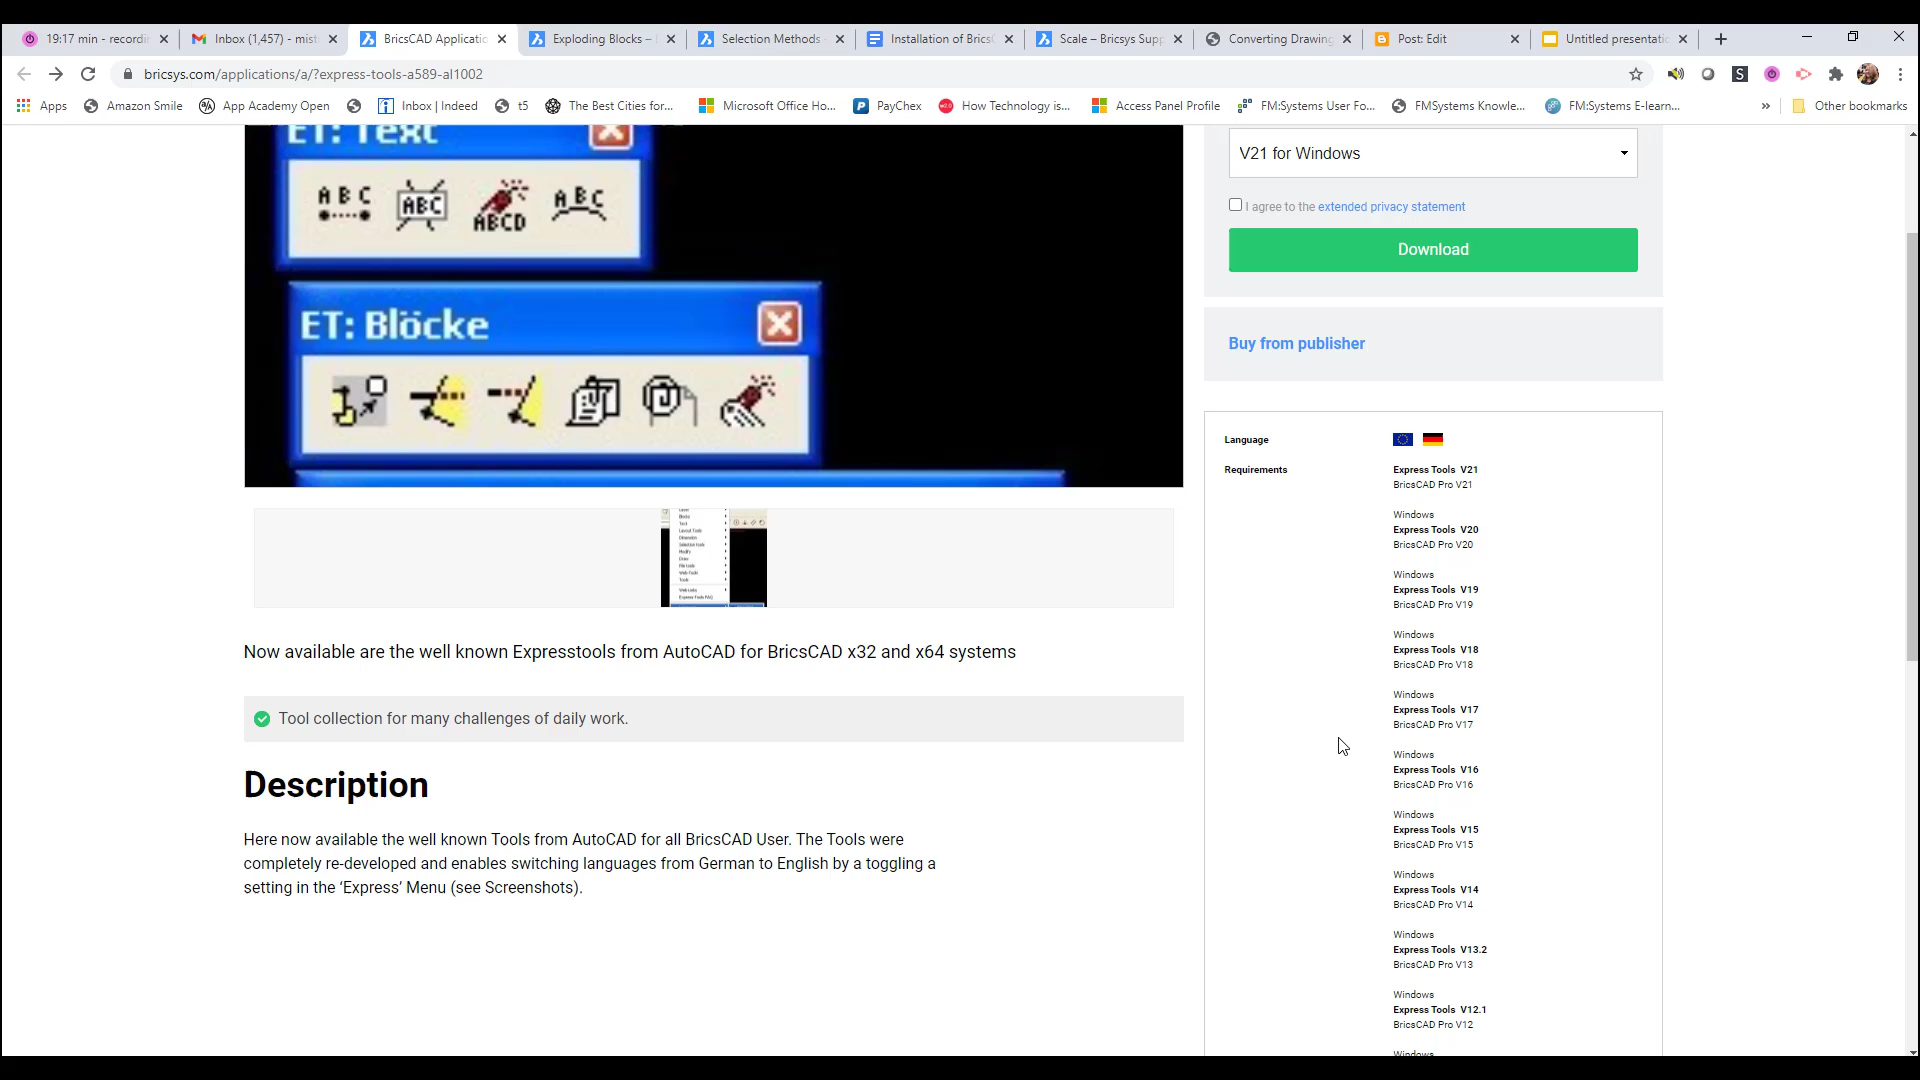 19:17 min - recordi
Inbox (1,457) - mist
BricsCAD Applicatio
Exploding Blocks –
Selection Methods
Installation of BricsC
Scale – Bricsys Supp
Converting Drawing
Post: Edit
Untitled presentatio
bricsys.com/applications/a/?express-tools-a589-al1002
Apps
Amazon Smile
App Academy Open
Inbox | Indeed
t5
The Best Cities for...
Microsoft Office Ho...
PayChex
How Technology is...
Access Panel Profile
FM:Systems User Fo...
FMSystems Knowle...
FM:Systems E-learn...
»
Other bookmarks
ET: Text
ABC
ABC
ABCD
ABC
ET: Blöcke
V21 for Windows
I agree to the extended privacy statement
Download
Buy from publisher
Language
Requirements
Express Tools V21
BricsCAD Pro V21
Windows
Express Tools V20
BricsCAD Pro V20
Windows
Express Tools V19
BricsCAD Pro V19
Windows
Express Tools V18
BricsCAD Pro V18
Windows
Express Tools V17
BricsCAD Pro V17
Windows
Express Tools V16
BricsCAD Pro V16
Windows
Express Tools V15
BricsCAD Pro V15
Windows
Express Tools V14
BricsCAD Pro V14
Windows
Express Tools V13.2
BricsCAD Pro V13
Windows
Express Tools V12.1
BricsCAD Pro V12
Windows
Now available are the well known Expresstools from AutoCAD for BricsCAD x32 and x64 systems
Tool collection for many challenges of daily work.
Description
Here now available the well known Tools from AutoCAD for all BricsCAD User. The Tools were
completely re-developed and enables switching languages from German to English by a toggling a
setting in the ‘Express’ Menu (see Screenshots).